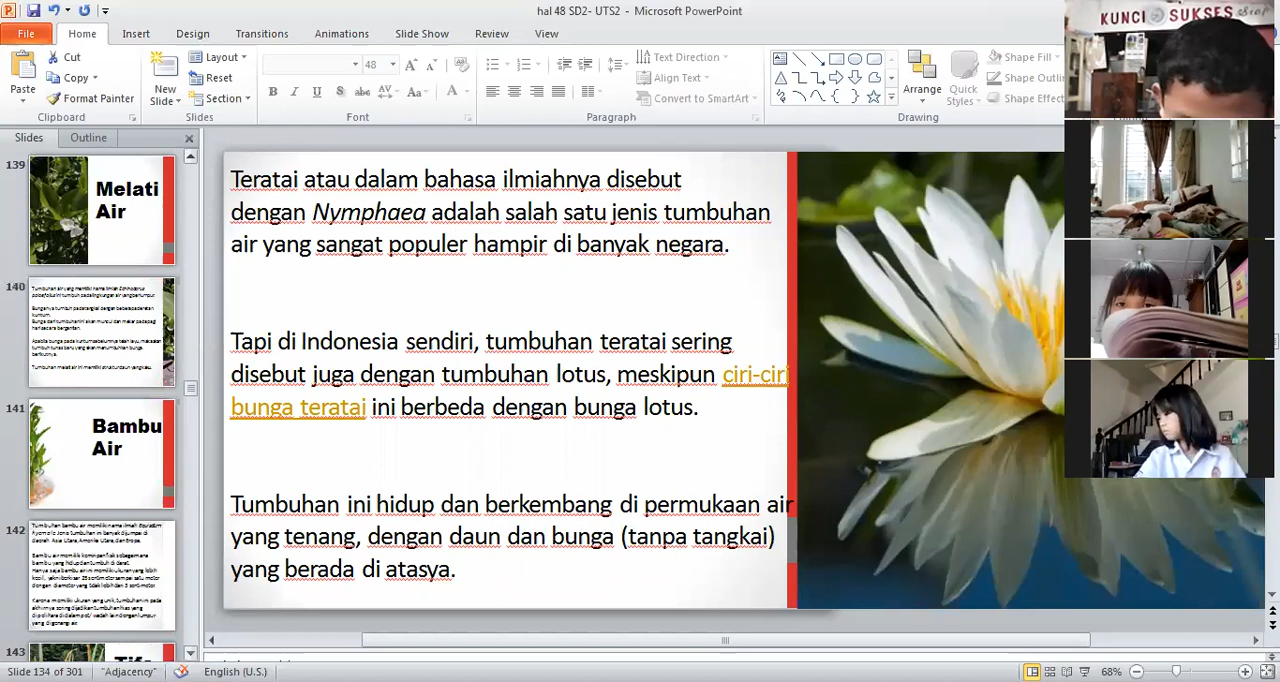 hal 48 SD2- UTS2 - Microsoft PowerPoint
File Home Insert Design Transitions Animations Slide Show Review View
Cut
Copy
Format Painter
Paste
Clipboard
New
Slide
Layout
Reset
Section
Slides
48
Font
Text Direction
Align Text
Convert to SmartArt
Paragraph
Arrange
Quick
Styles
Shape Fill
Shape Outli
Shape Effect
Drawing
KUNCI SUKSES
Slides Outline
139
Melati
Air
140
141
Bambu
Air
142
143
Teratai atau dalam bahasa ilmiahnya disebut
dengan Nymphaea adalah salah satu jenis tumbuhan
air yang sangat populer hampir di banyak negara.
Tapi di Indonesia sendiri, tumbuhan teratai sering
disebut juga dengan tumbuhan lotus, meskipun ciri-ciri
bunga teratai ini berbeda dengan bunga lotus.
Tumbuhan ini hidup dan berkembang di permukaan air
yang tenang, dengan daun dan bunga (tanpa tangkai)
yang berada di atasya.
Slide 134 of 301 "Adjacency" English (U.S.) 68%